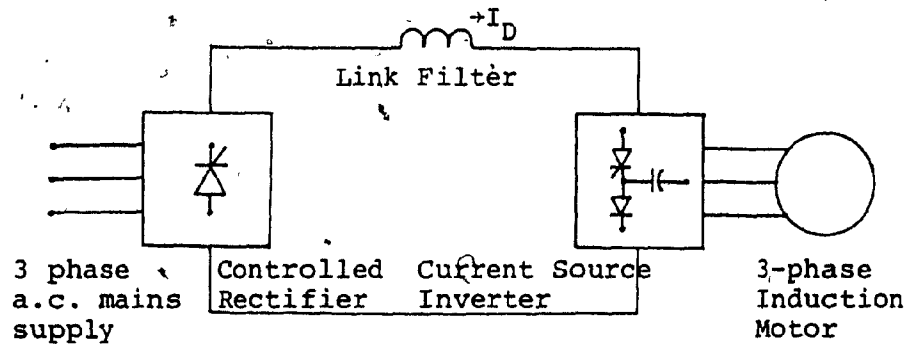 I_D
Link Filter
3 phase
a.c. mains
supply
Controlled
Rectifier
Current Source
Inverter
3-phase
Induction
Motor